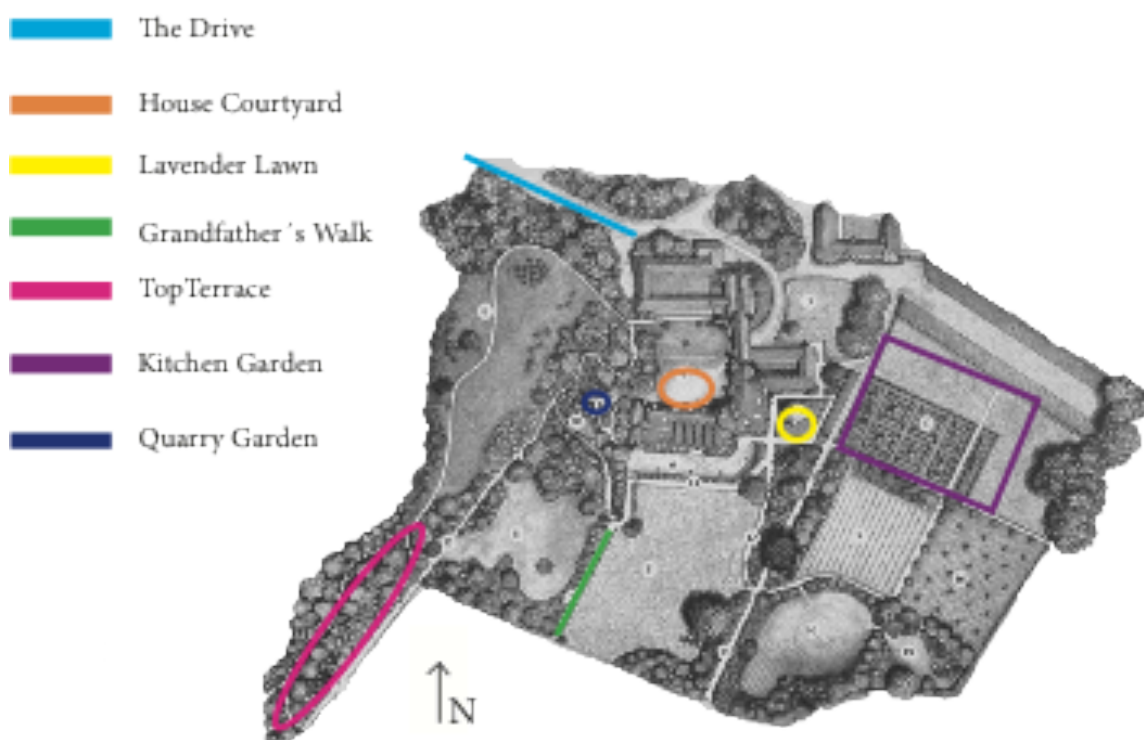 The Drive
House Courtyard
Lavender Lawn
Grandfather´s Walk
TopTerrace
Kitchen Garden
Quarry Garden
N